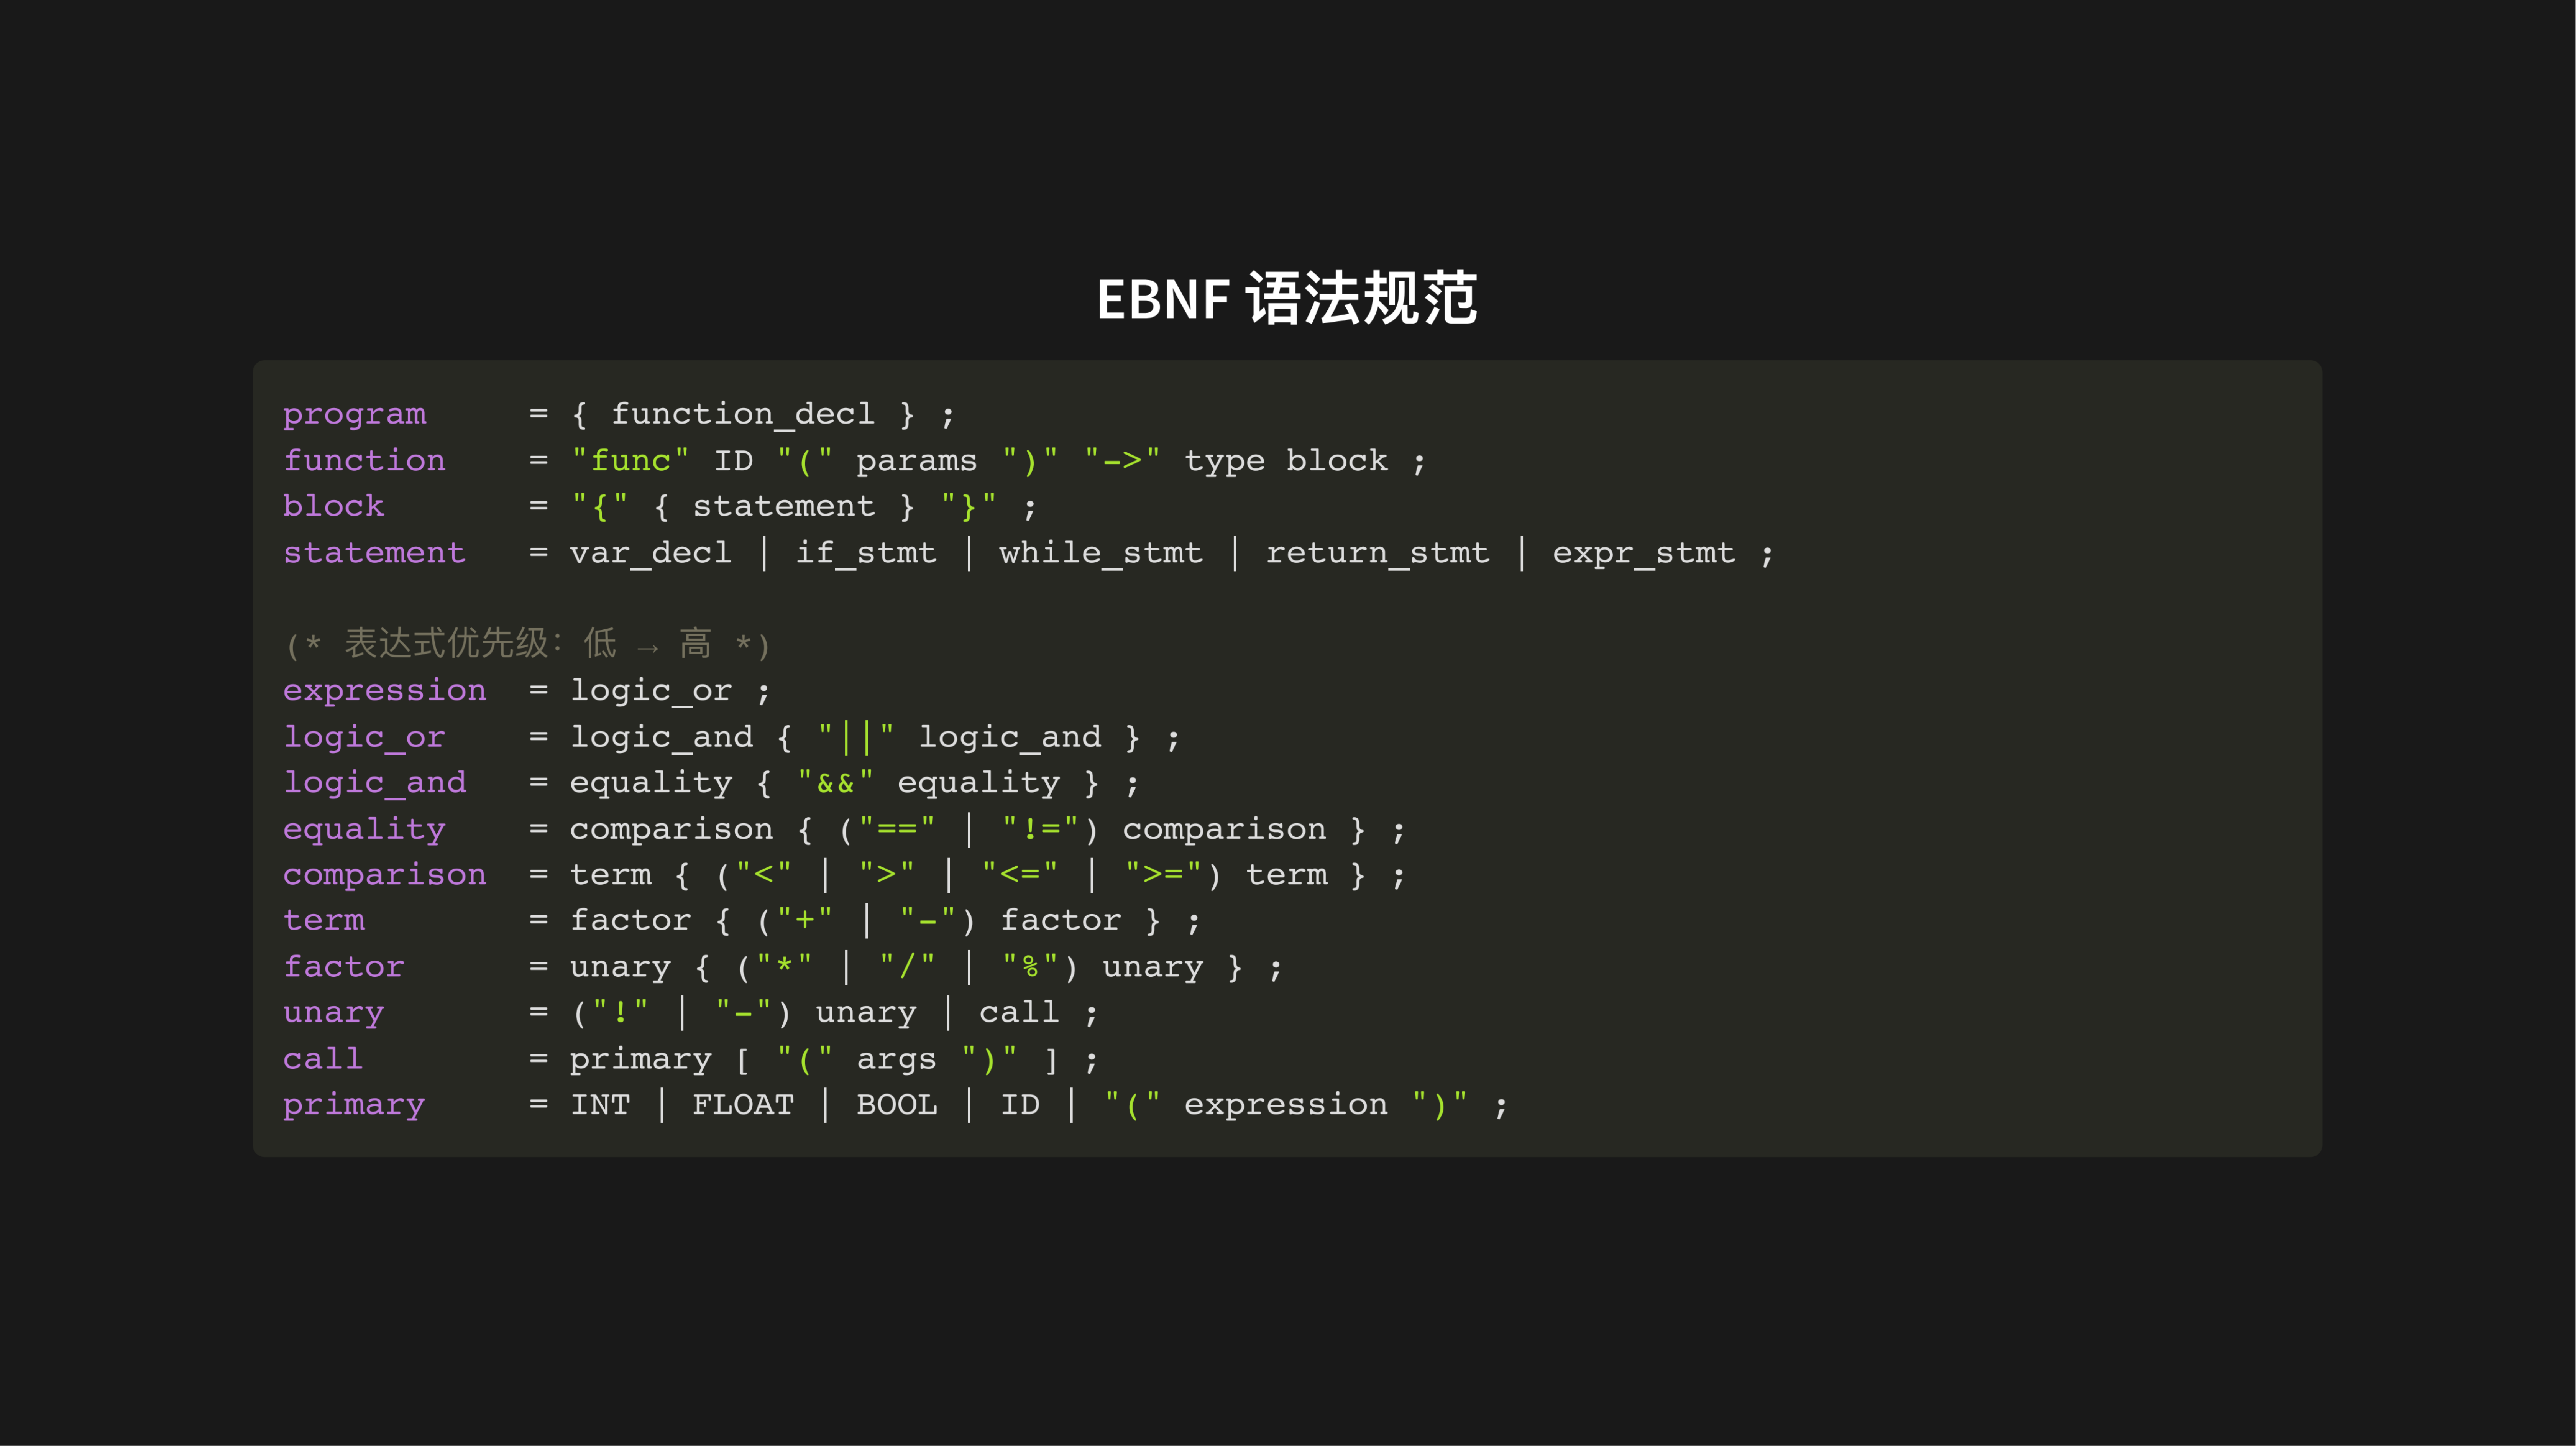 EBNF 语法规范
program     = { function_decl } ;
function    = "func" ID "(" params ")" "->" type block ;
block       = "{" { statement } "}" ;
statement   = var_decl | if_stmt | while_stmt | return_stmt | expr_stmt ;
(* 表达式优先级：低 → 高 *)
expression  = logic_or ;
logic_or    = logic_and { "||" logic_and } ;
logic_and   = equality { "&&" equality } ;
equality    = comparison { ("==" | "!=") comparison } ;
comparison  = term { ("<" | ">" | "<=" | ">=") term } ;
term        = factor { ("+" | "-") factor } ;
factor      = unary { ("*" | "/" | "%") unary } ;
unary       = ("!" | "-") unary | call ;
call        = primary [ "(" args ")" ] ;
primary     = INT | FLOAT | BOOL | ID | "(" expression ")" ;